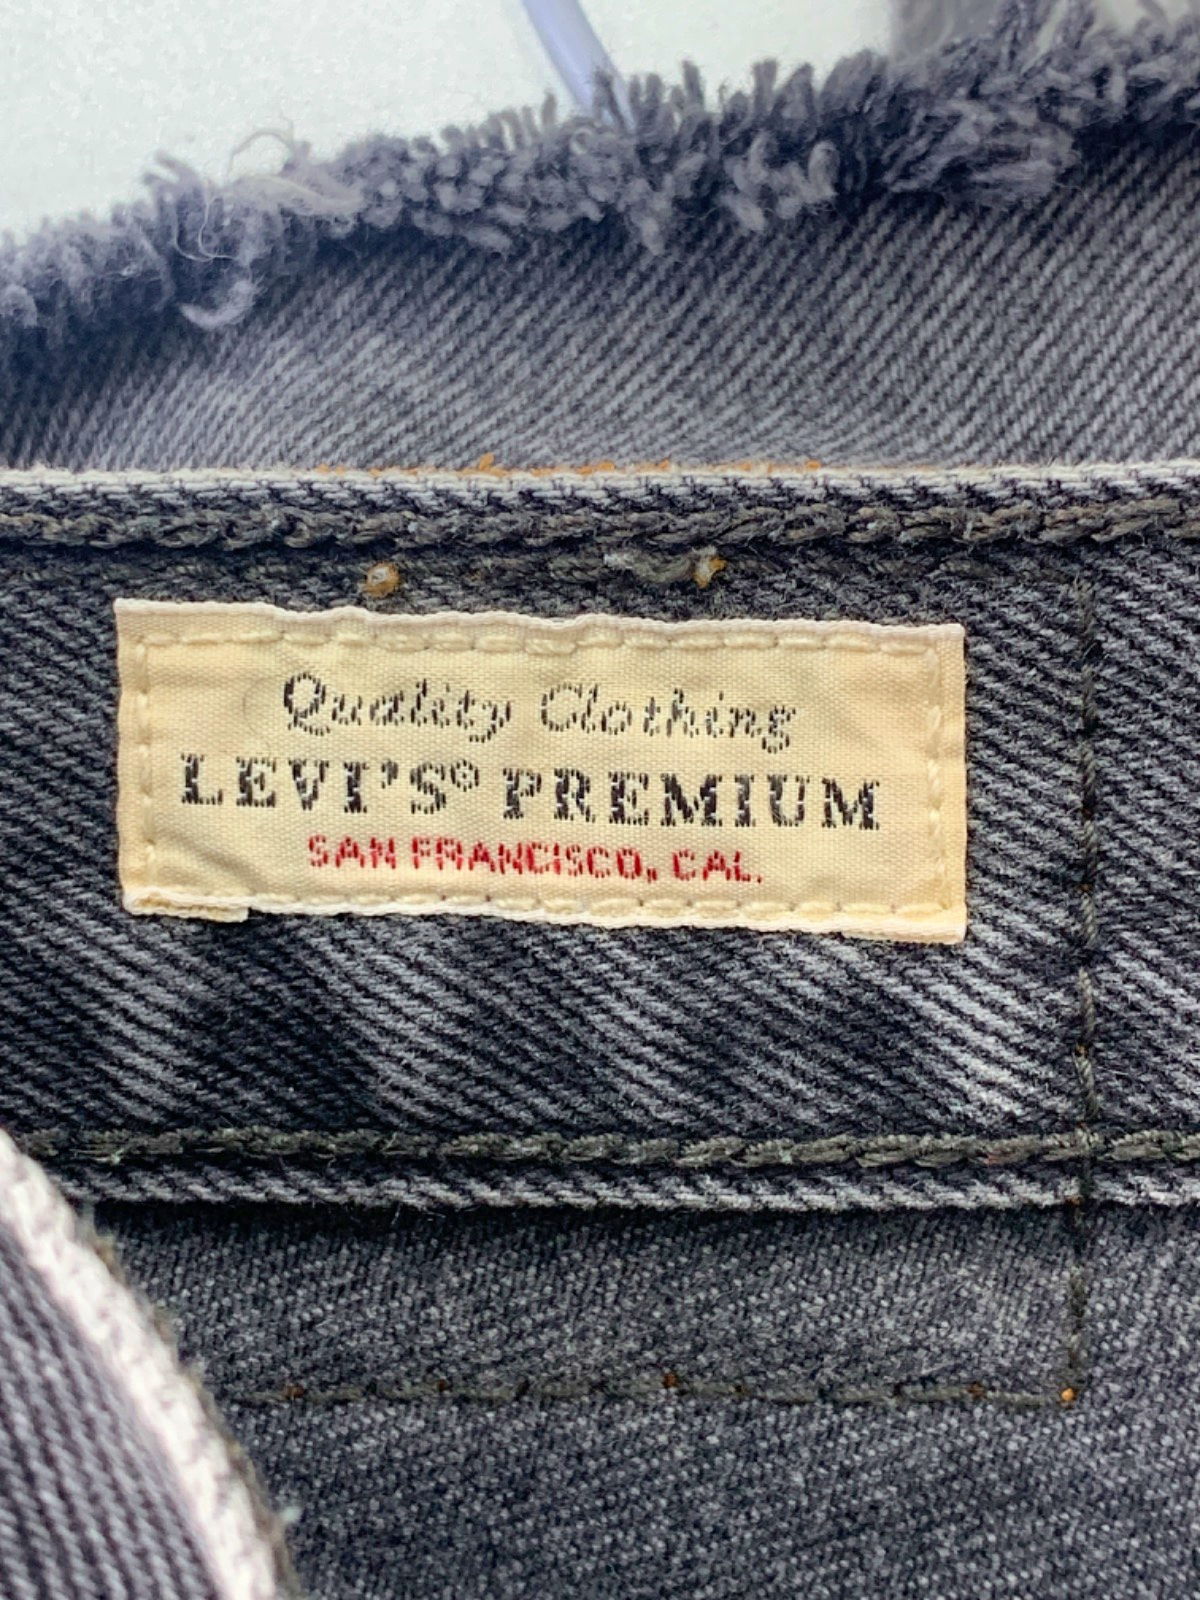 Quality Clothing
LEVI'S® PREMIUM
SAN FRANCISCO, CAL.